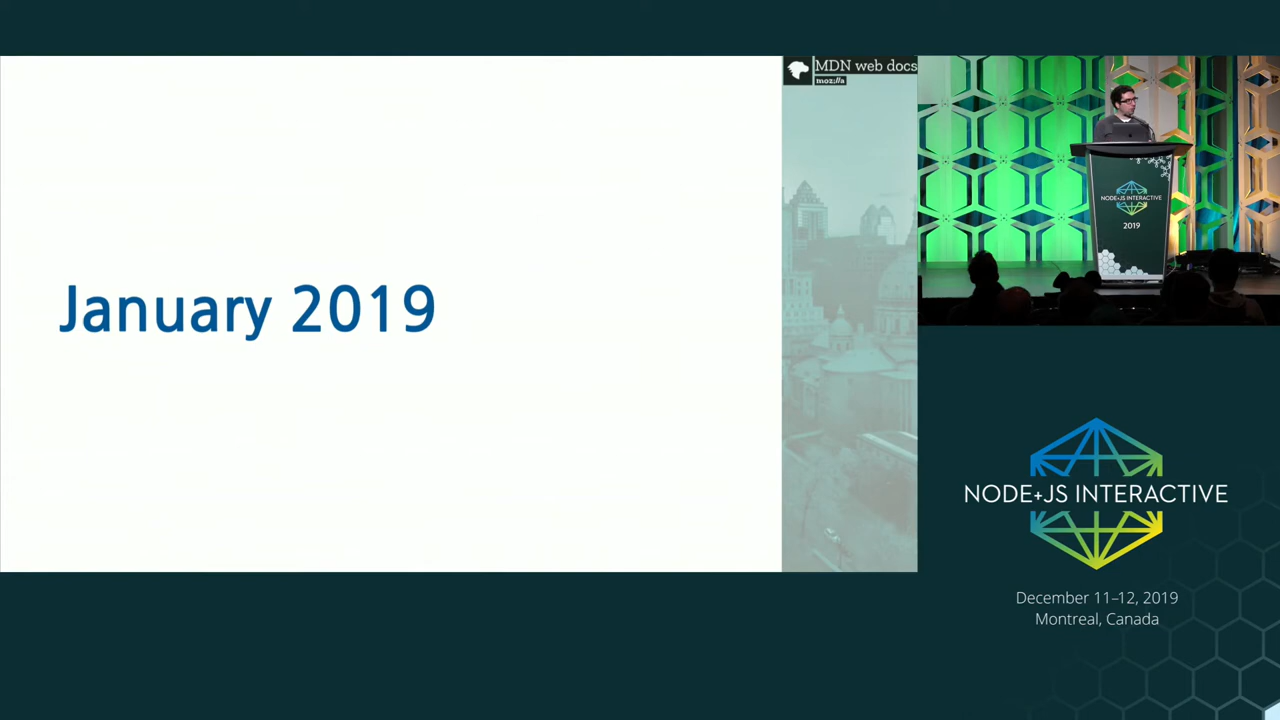 January 2019
MDN web docs
moz://a
NODE+JS INTERACTIVE
2019
NODE+JS INTERACTIVE
December 11–12, 2019
Montreal, Canada